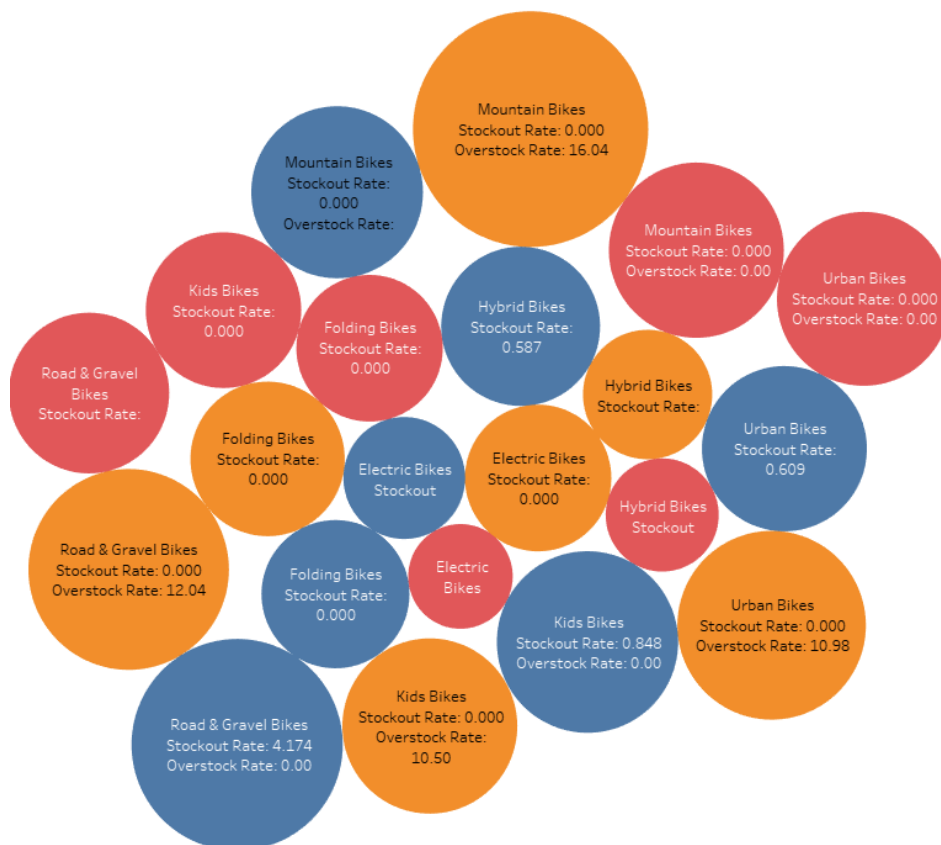 Mountain Bikes
Stockout Rate: 0.000
Overstock Rate: 16.04
Mountain Bikes
Stockout Rate:
0.000
Overstock Rate:
Mountain Bikes
Stockout Rate: 0.000
Overstock Rate: 0.00
Urban Bikes
Stockout Rate: 0.000
Overstock Rate: 0.00
Kids Bikes
Stockout Rate:
0.000
Folding Bikes
Stockout Rate:
0.000
Hybrid Bikes
Stockout Rate:
0.587
Road & Gravel
Bikes
Stockout Rate:
Hybrid Bikes
Stockout Rate:
Folding Bikes
Stockout Rate:
0.000
Electric Bikes
Stockout
Electric Bikes
Stockout Rate:
0.000
Urban Bikes
Stockout Rate:
0.609
Hybrid Bikes
Stockout
Road & Gravel Bikes
Stockout Rate: 0.000
Overstock Rate: 12.04
Folding Bikes
Stockout Rate:
0.000
Electric
Bikes
Kids Bikes
Stockout Rate: 0.848
Overstock Rate: 0.00
Urban Bikes
Stockout Rate: 0.000
Overstock Rate: 10.98
Road & Gravel Bikes
Stockout Rate: 4.174
Overstock Rate: 0.00
Kids Bikes
Stockout Rate: 0.000
Overstock Rate:
10.50